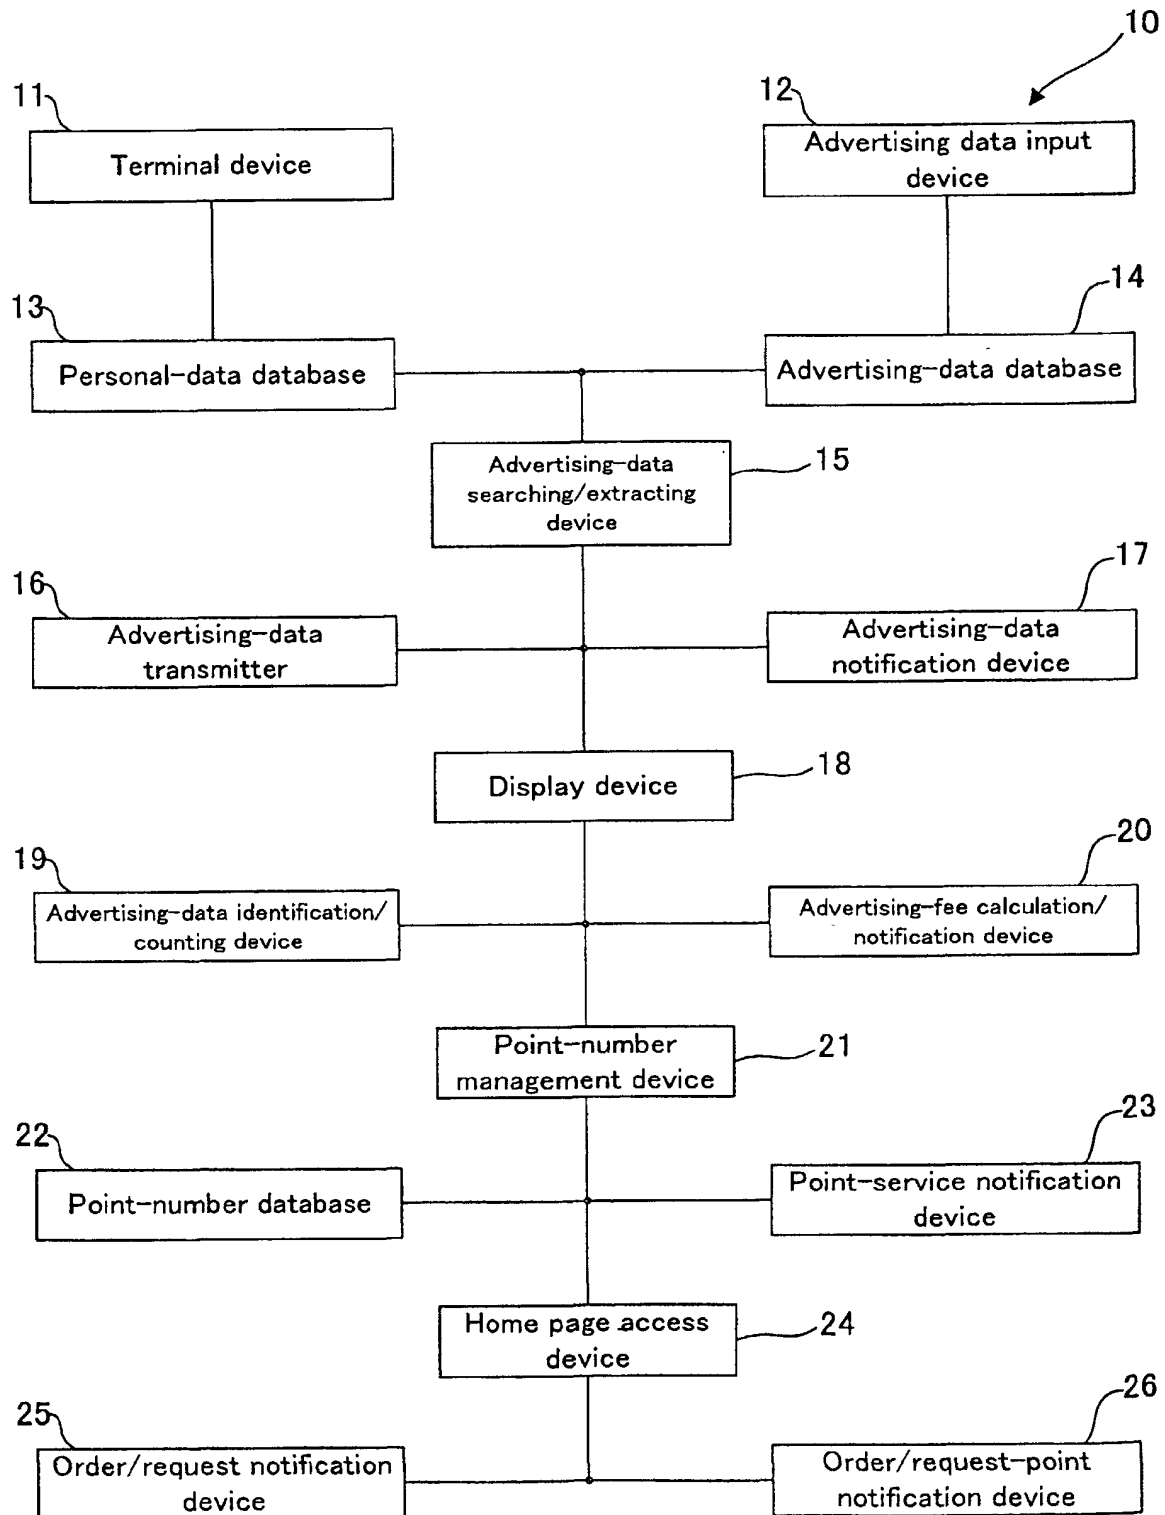 10
11
12
Terminal device
Advertising data input
device
13
14
Personal-data database
Advertising-data database
Advertising-data
searching/extracting
device
15
16
17
Advertising-data
transmitter
Advertising-data
notification device
Display device
18
19
20
Advertising-data identification/
counting device
Advertising-fee calculation/
notification device
Point-number
management device
21
22
23
Point-number database
Point-service notification
device
Home page access
device
24
25
26
Order/request notification
device
Order/request-point
notification device